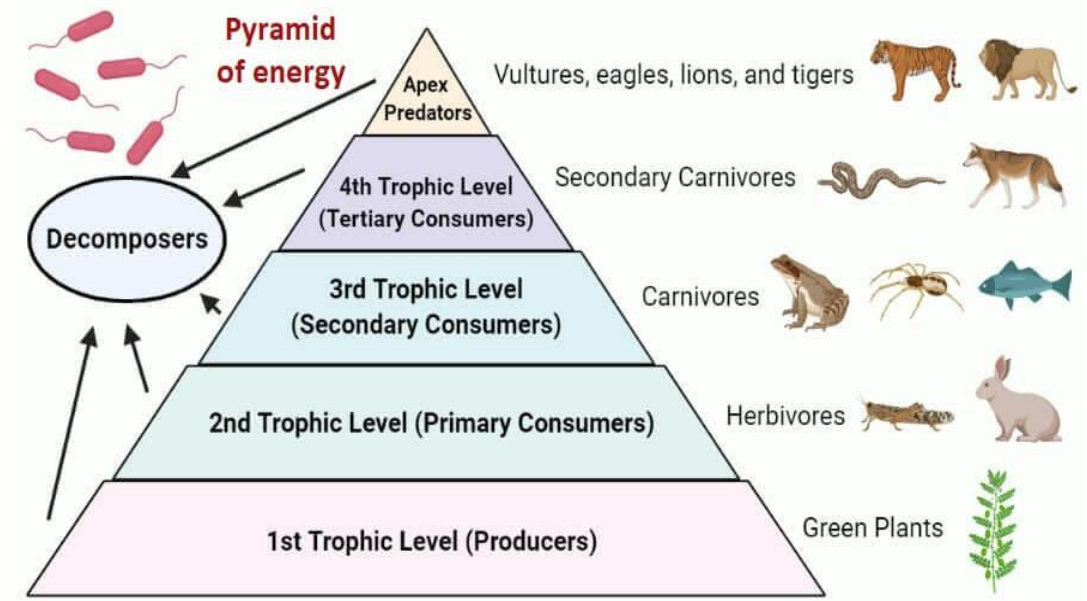 Pyramid
of energy
Apex
Predators
Vultures, eagles, lions, and tigers
4th Trophic Level
(Tertiary Consumers)
Secondary Carnivores
Decomposers
3rd Trophic Level
(Secondary Consumers)
Carnivores
2nd Trophic Level (Primary Consumers)
Herbivores
1st Trophic Level (Producers)
Green Plants